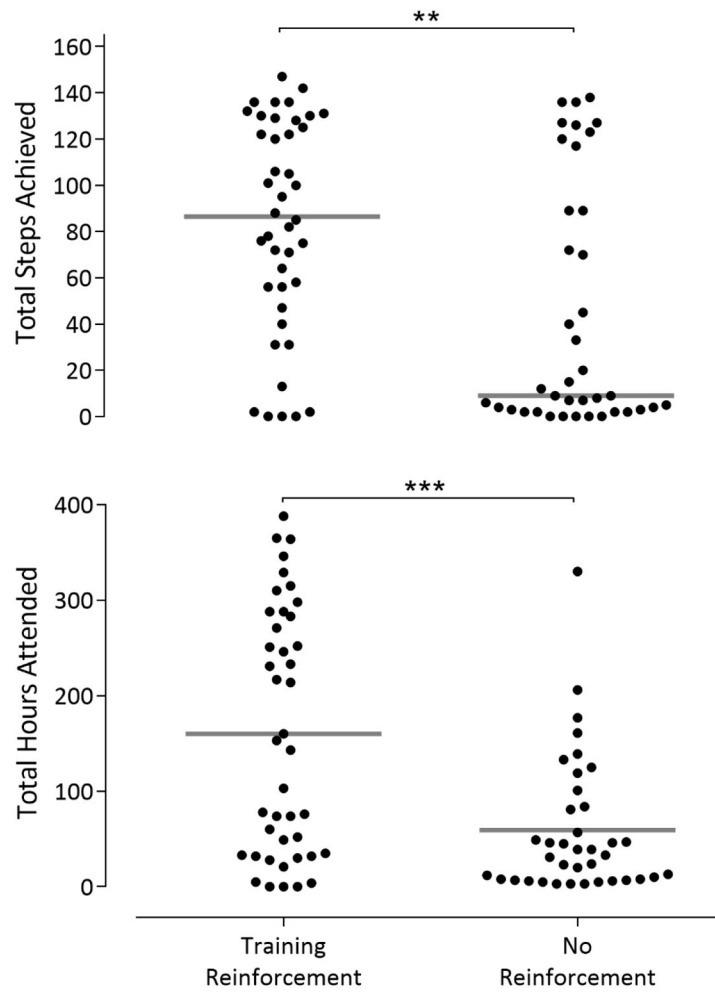 **
160
140
120
100
80
60
40
20
0
Total Steps Achieved
***
400
300
200
100
0
Total Hours Attended
Training
Reinforcement
No
Reinforcement